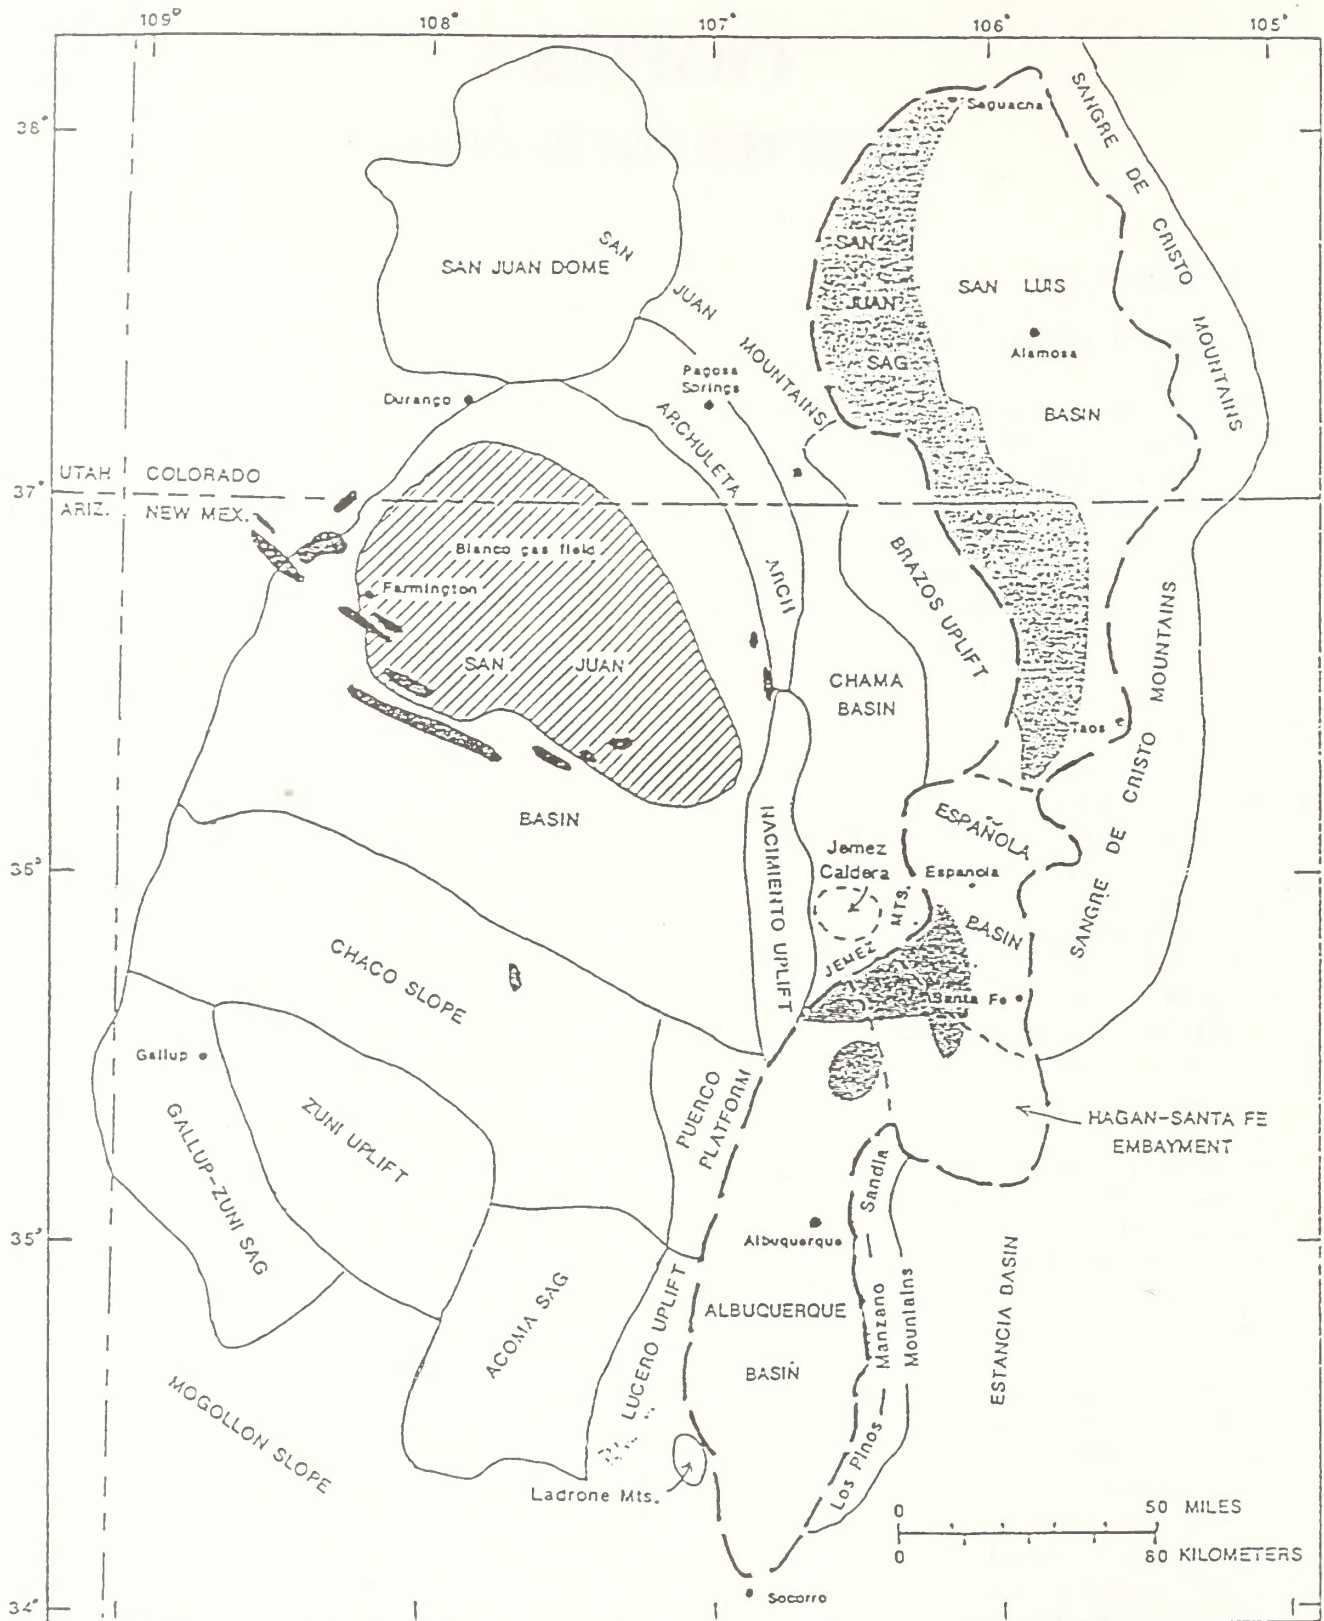 109° 108° 107° 106° 105°
38°
Saguacha
SANGRE DE CRISTO MOUNTAINS
SAN JUAN DOME
SAN JUAN MOUNTAINS
SAN
JUAN
SAG
SAN LUIS
Alamosa
BASIN
Pagosa
Springs
Durango
ARCHULETA ARCH
UTAH COLORADO
37°
ARIZ. NEW MEX.
Blanco gas field
Farmington
SAN JUAN
BASIN
BRAZOS UPLIFT
CHAMA
BASIN
Taos
SANGRE DE CRISTO MOUNTAINS
NACIMIENTO UPLIFT
ESPAÑOLA
Jemez
Caldera
Espanola
BASIN
JEMEZ MTS.
Santa Fe
36°
CHACO SLOPE
Gallup
GALLUP-ZUNI SAG
ZUNI UPLIFT
PUERCO
PLATFORM
HAGAN-SANTA FE
EMBAYMENT
35°
Sandia
Albuquerque
ALBUQUERQUE
BASIN
Manzano
Mountains
Los Pinos
ESTANCIA BASIN
ACOMA SAG
LUCERO UPLIFT
MOGOLLON SLOPE
Ladrone Mts.
0 50 MILES
0 80 KILOMETERS
34°
Socorro